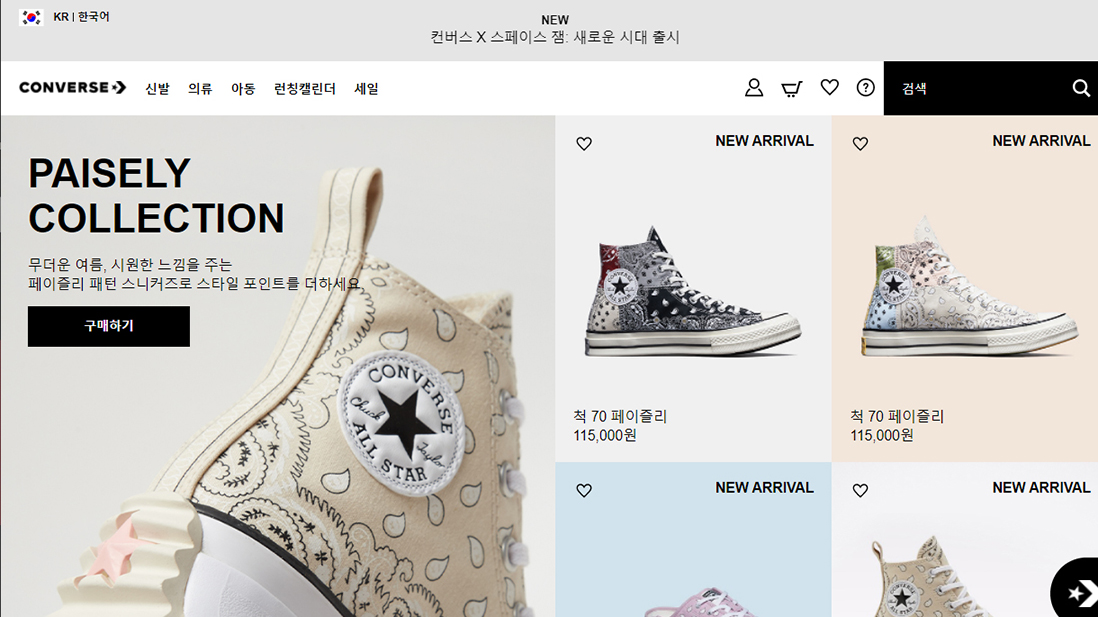 KR | 한국어
NEW
컨버스 X 스페이스 잼: 새로운 시대 출시
CONVERSE
신발 의류 아동 런칭캘린더 세일
검색
PAISELY
COLLECTION
무더운 여름, 시원한 느낌을 주는
페이즐리 패턴 스니커즈로 스타일 포인트를 더하세요.
구매하기
CONVERSE
Chuck Taylor
ALL STAR
NEW ARRIVAL
ALL STAR
척 70 페이즐리
115,000원
NEW ARRIVAL
ALL STAR
척 70 페이즐리
115,000원
NEW ARRIVAL
NEW ARRIVAL